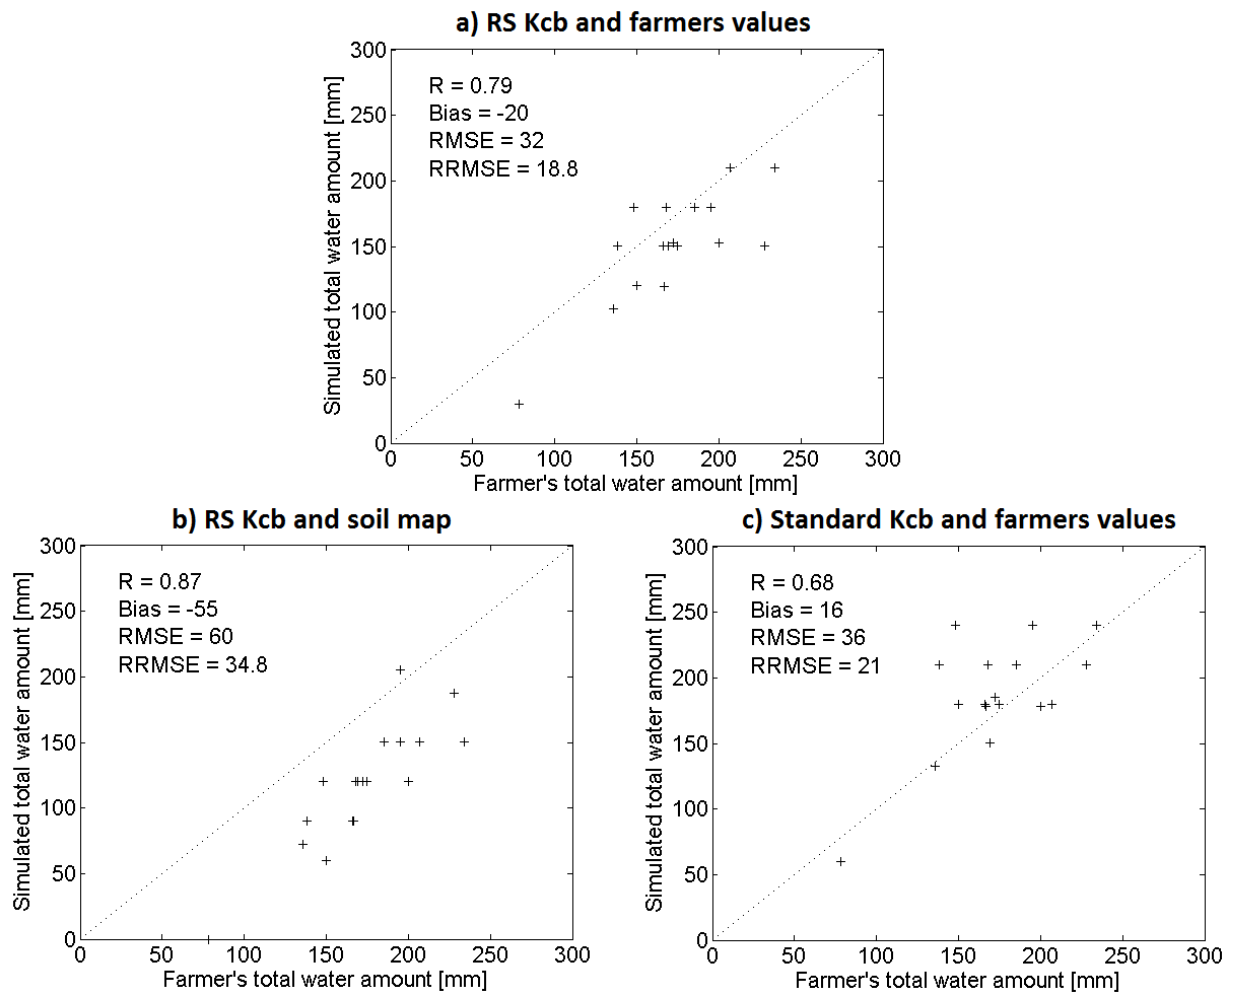 a) RS Kcb and farmers values
Simulated total water amount [mm]
300
250
200
150
100
50
0
R = 0.79
Bias = -20
RMSE = 32
RRMSE = 18.8
0 50 100 150 200 250 300
Farmer's total water amount [mm]
b) RS Kcb and soil map
Simulated total water amount [mm]
300
250
200
150
100
50
0
R = 0.87
Bias = -55
RMSE = 60
RRMSE = 34.8
0 50 100 150 200 250 300
Farmer's total water amount [mm]
c) Standard Kcb and farmers values
Simulated total water amount [mm]
300
250
200
150
100
50
0
R = 0.68
Bias = 16
RMSE = 36
RRMSE = 21
0 50 100 150 200 250 300
Farmer's total water amount [mm]